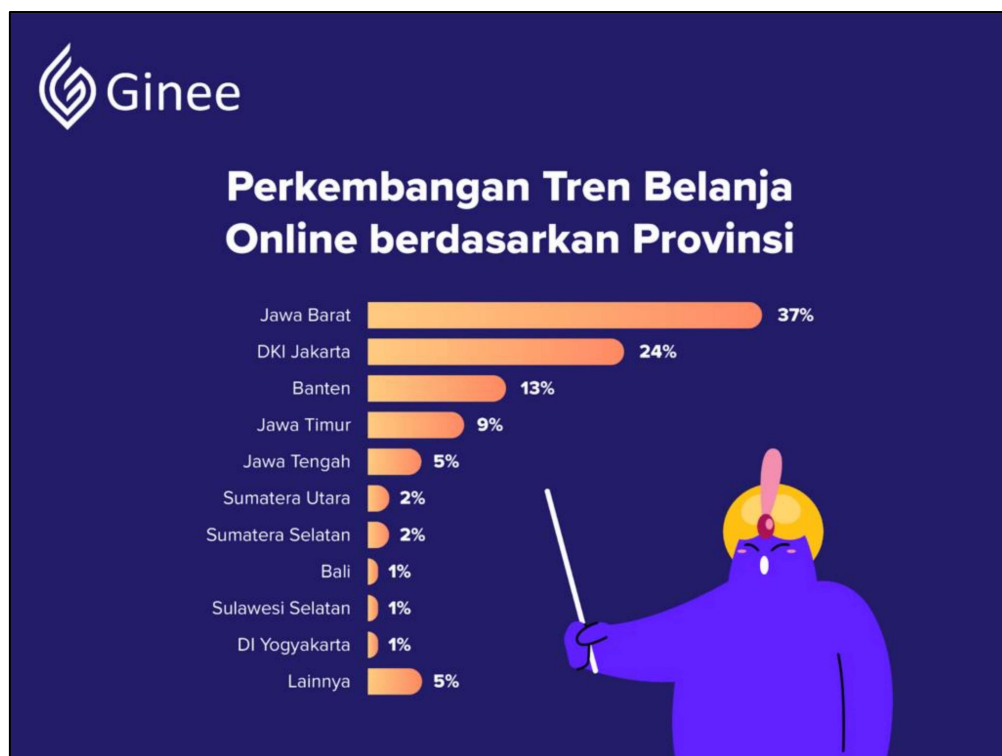 Ginee
Perkembangan Tren Belanja
Online berdasarkan Provinsi
Jawa Barat 37%
DKI Jakarta 24%
Banten 13%
Jawa Timur 9%
Jawa Tengah 5%
Sumatera Utara 2%
Sumatera Selatan 2%
Bali 1%
Sulawesi Selatan 1%
DI Yogyakarta 1%
Lainnya 5%